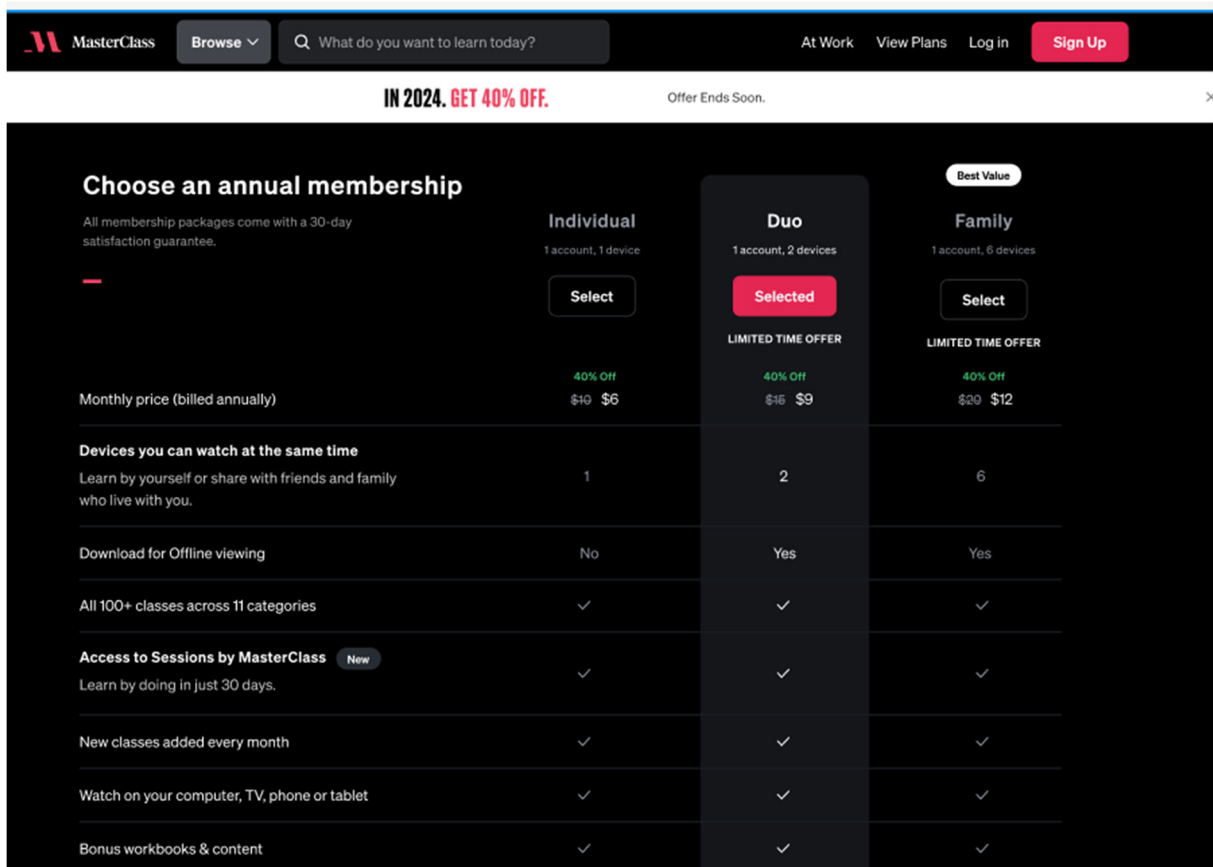 MasterClass
Browse
What do you want to learn today?
At Work
View Plans
Log in
Sign Up
IN 2024. GET 40% OFF.
Offer Ends Soon.
Choose an annual membership
All membership packages come with a 30-day
satisfaction guarantee.
Individual
1 account, 1 device
Select
Duo
1 account, 2 devices
Selected
LIMITED TIME OFFER
Best Value
Family
1 account, 6 devices
Select
LIMITED TIME OFFER
40% Off 40% Off 40% Off
Monthly price (billed annually) $10 $6 $15 $9 $20 $12
Devices you can watch at the same time
Learn by yourself or share with friends and family
who live with you.
1 2 6
Download for Offline viewing No Yes Yes
All 100+ classes across 11 categories
Access to Sessions by MasterClass New
Learn by doing in just 30 days.
New classes added every month
Watch on your computer, TV, phone or tablet
Bonus workbooks & content